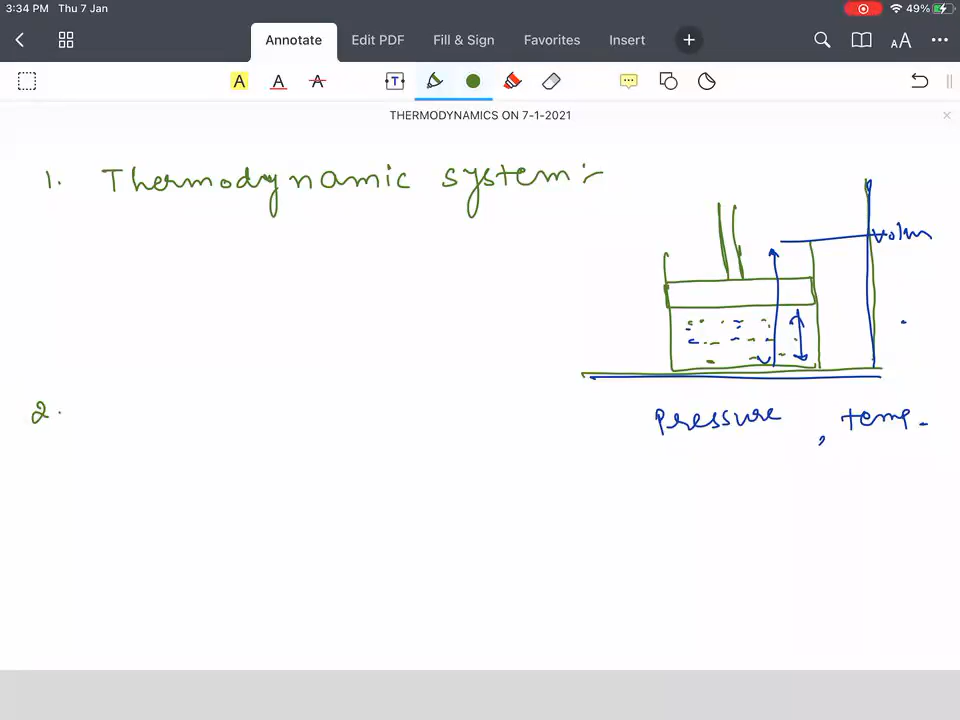 3:34 PM Thu 7 Jan 49%
Annotate Edit PDF Fill & Sign Favorites Insert
A A A T
THERMODYNAMICS ON 7-1-2021
1. Thermodynamic system :-
volum
2.
Pressure , temp.